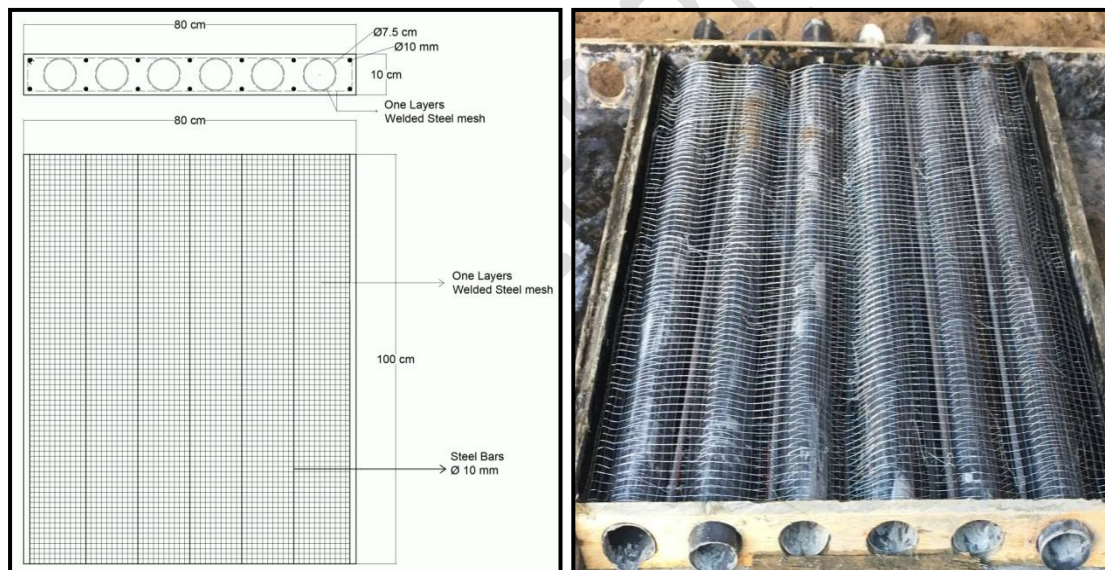 80 cm
Ø7.5 cm
Ø10 mm
10 cm
One Layers
Welded Steel mesh
80 cm
One Layers
Welded Steel mesh
100 cm
Steel Bars
Ø 10 mm